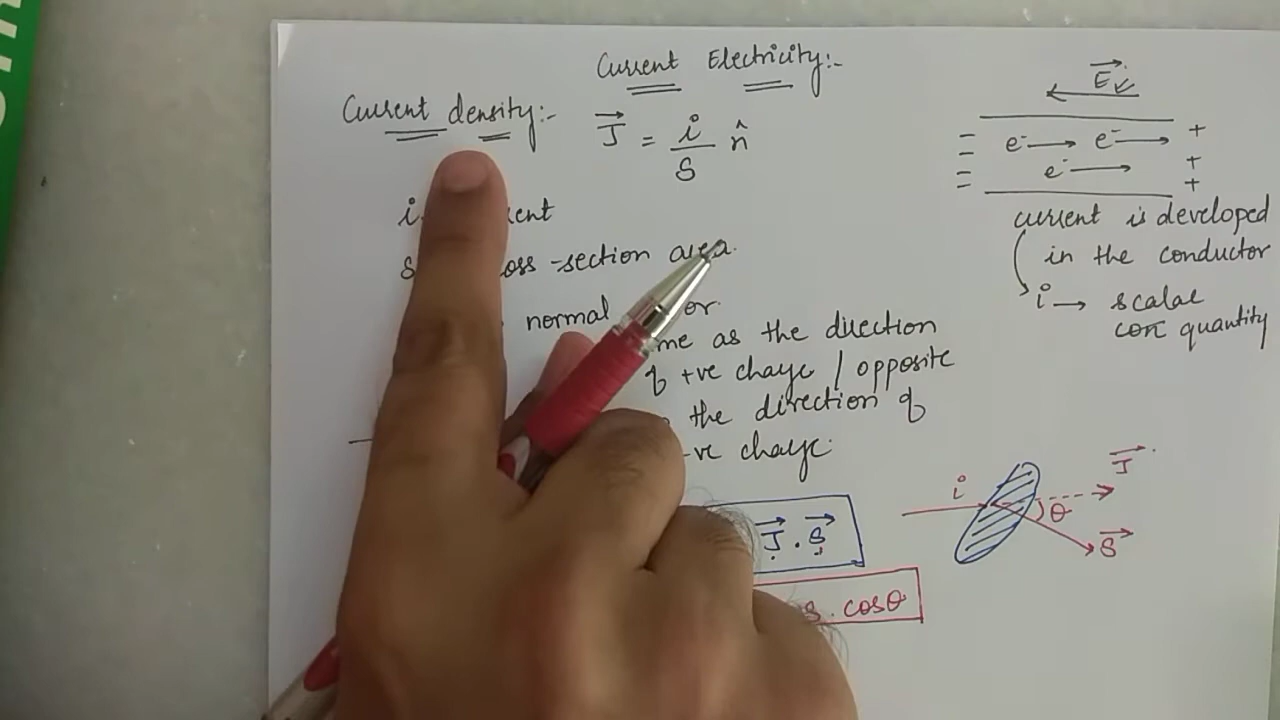 Current Electricity:-
Current density:- J = i/S n̂
i
S oss-section area.
normal or.
me as the direction
of +ve charge / opposite
the direction of
-ve charge.
J . S
s . cosθ
E
= e⁻ → e⁻ → +
= e⁻ → +
= +
current is developed
in the conductor
i → scalar
quantity
i J
θ
S